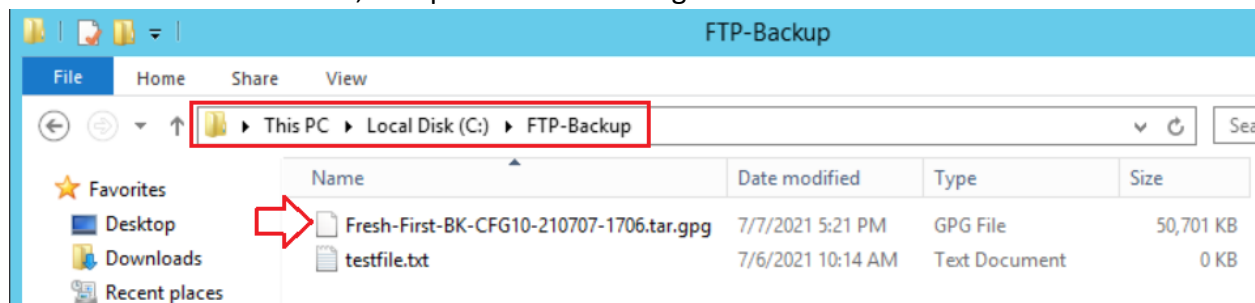 FTP-Backup
File Home Share View
This PC Local Disk (C:) FTP-Backup
Favorites
Desktop
Downloads
Recent places
Name Date modified Type Size
Fresh-First-BK-CFG10-210707-1706.tar.gpg 7/7/2021 5:21 PM GPG File 50,701 KB
testfile.txt 7/6/2021 10:14 AM Text Document 0 KB